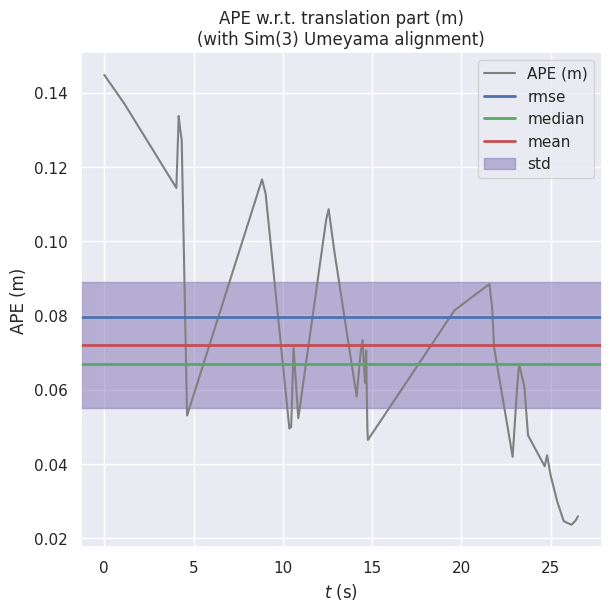 APE w.r.t. translation part (m)
(with Sim(3) Umeyama alignment)
APE (m)
rmse
median
mean
std
0.14
0.12
0.10
0.08
0.06
0.04
0.02
APE (m)
0
5
10
15
20
25
t (s)